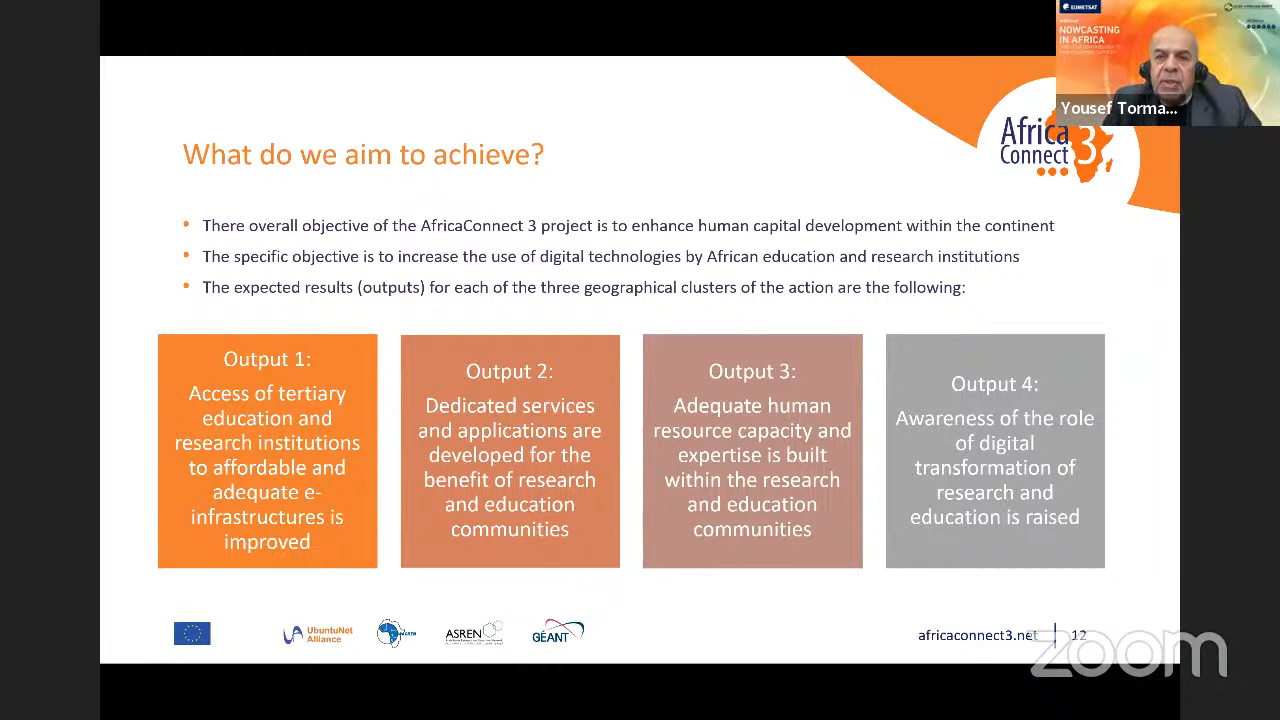 EUMETSAT
NOWCASTING
IN AFRICA
Yousef Torma...
Africa
Connect 3
What do we aim to achieve?
• There overall objective of the AfricaConnect 3 project is to enhance human capital development within the continent
• The specific objective is to increase the use of digital technologies by African education and research institutions
• The expected results (outputs) for each of the three geographical clusters of the action are the following:
Output 1:
Access of tertiary
education and
research institutions
to affordable and
adequate e-
infrastructures is
improved
Output 2:
Dedicated services
and applications are
developed for the
benefit of research
and education
communities
Output 3:
Adequate human
resource capacity and
expertise is built
within the research
and education
communities
Output 4:
Awareness of the role
of digital
transformation of
research and
education is raised
UbuntuNet
Alliance
ASREN
GÉANT
africaconnect3.net
12
zoom